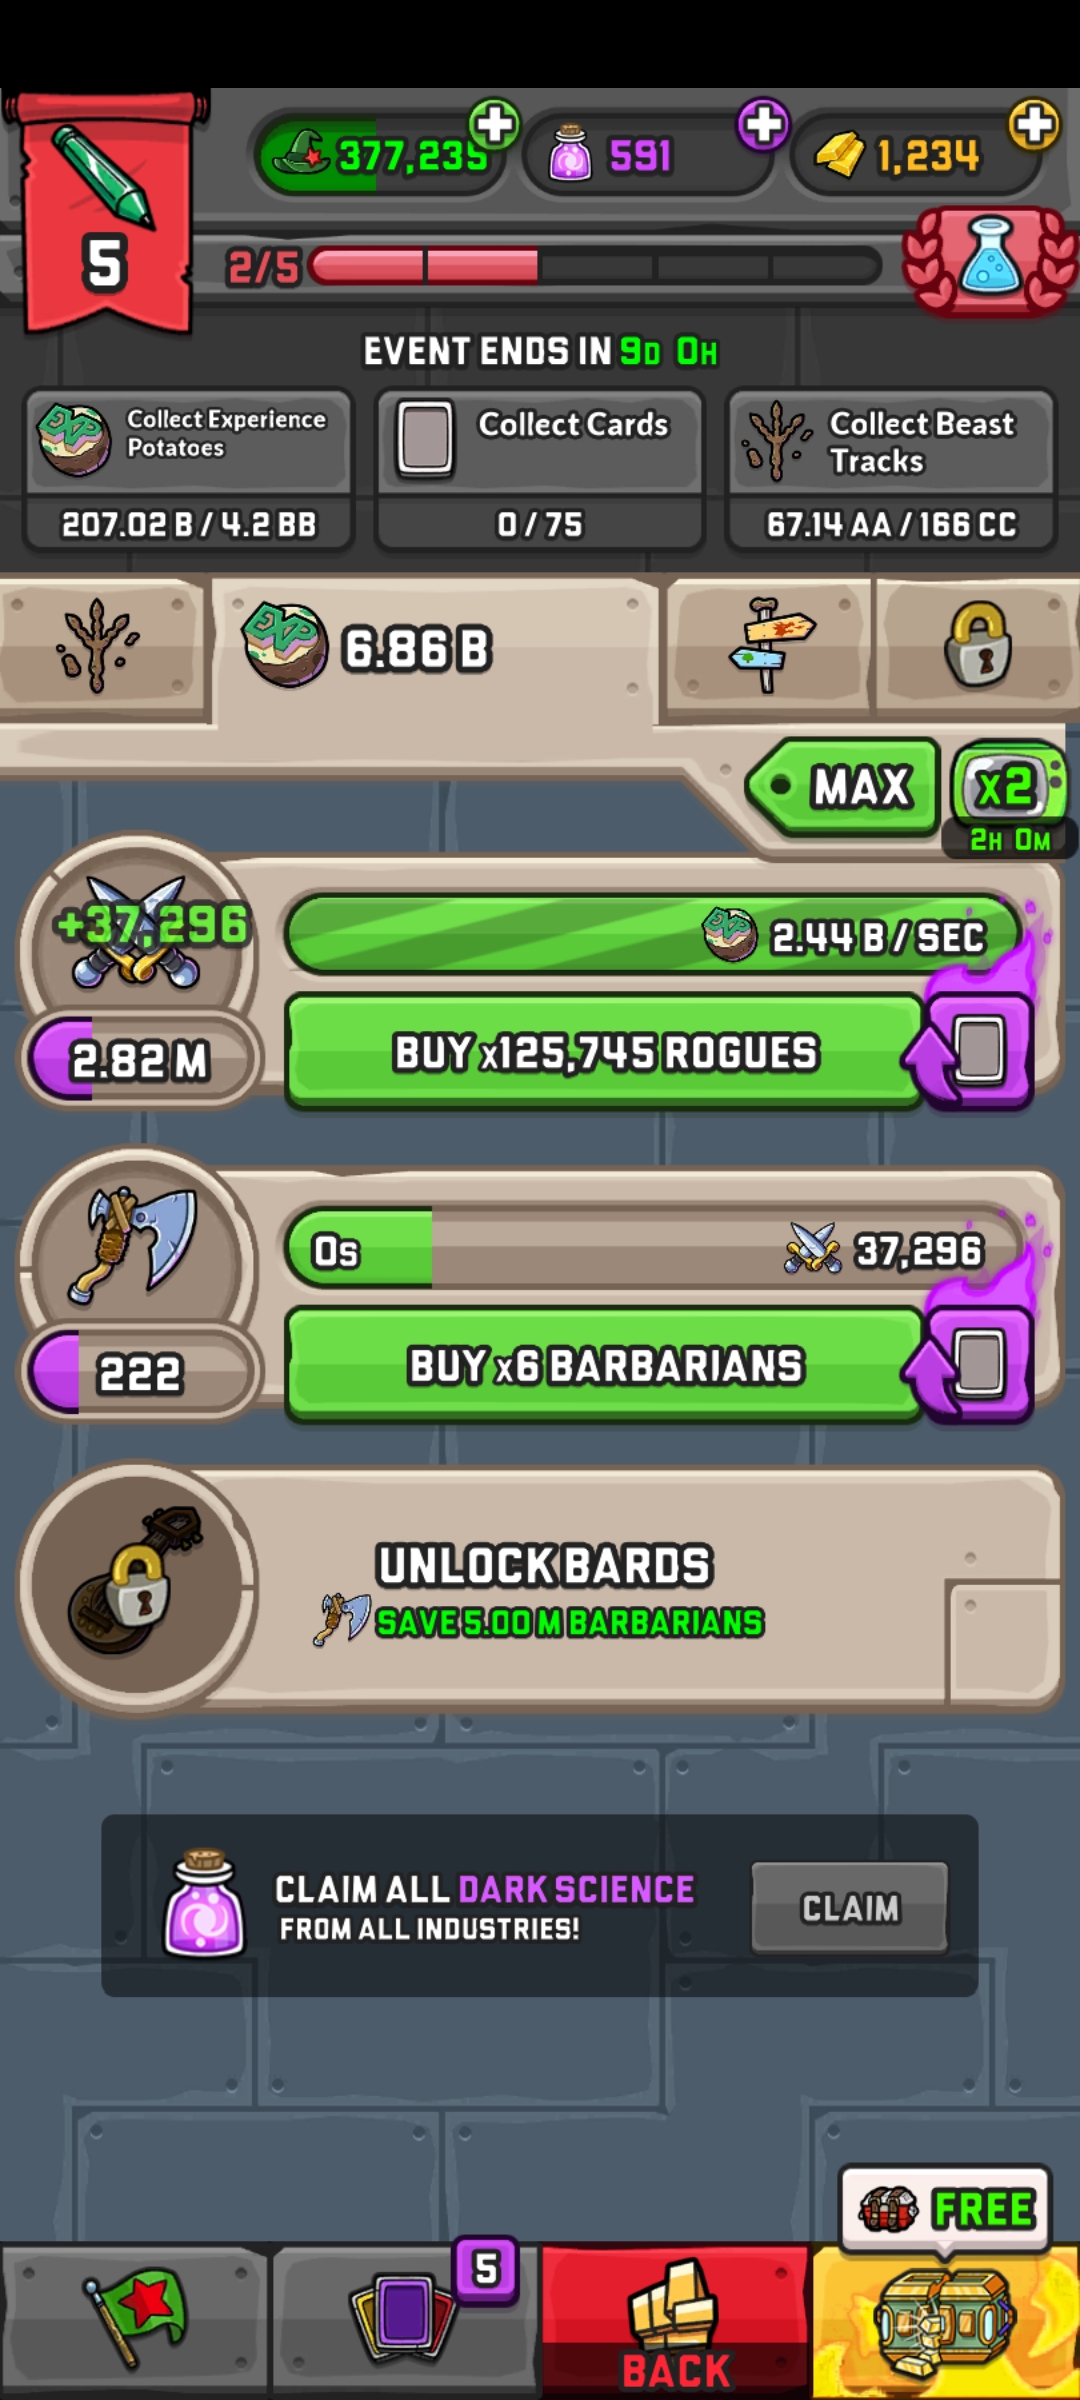 377,235
591
1,234
5
2/5
EVENT ENDS IN 9D 0H
Collect Experience
Potatoes
207.02 B / 4.2 BB
Collect Cards
0 / 75
Collect Beast
Tracks
67.14 AA / 166 CC
EXP
6.86 B
MAX
x2
2H 0M
+37,296
2.44 B / SEC
2.82 M
BUY x125,745 ROGUES
0s
37,296
222
BUY x6 BARBARIANS
UNLOCK BARDS
SAVE 5.00 M BARBARIANS
CLAIM ALL DARK SCIENCE
FROM ALL INDUSTRIES!
CLAIM
FREE
5
BACK